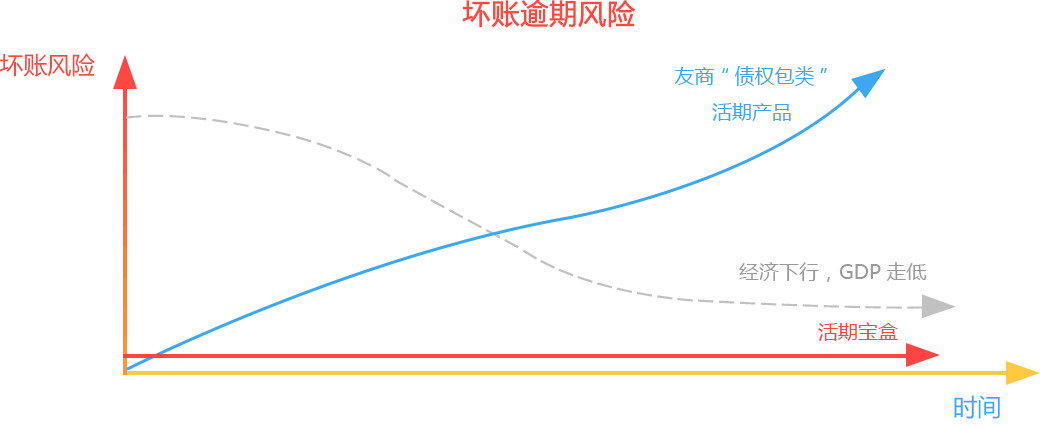 坏账逾期风险
坏账风险
友商“债权包类”
活期产品
经济下行，GDP 走低
活期宝盒
时间